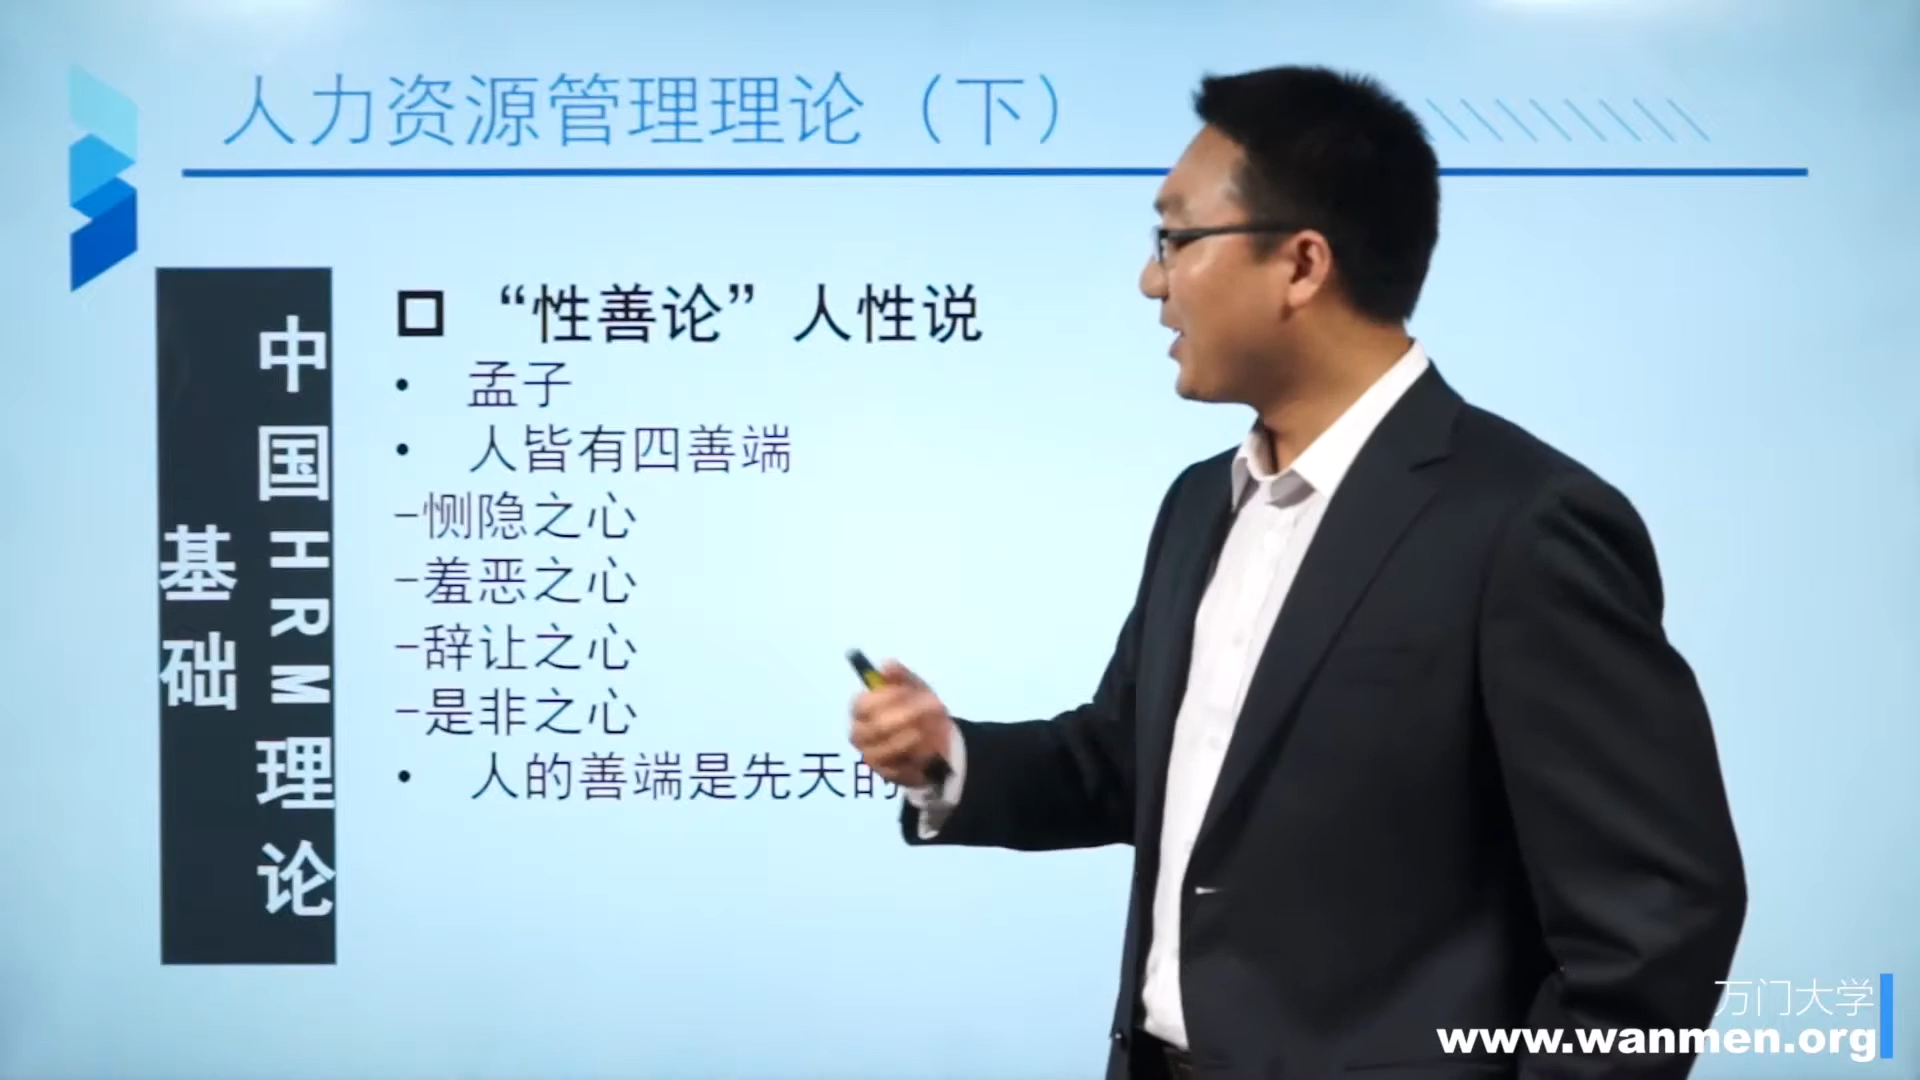 人力资源管理理论（下）
中国HRM理论
基础
“性善论”人性说
• 孟子
• 人皆有四善端
-恻隐之心
-羞恶之心
-辞让之心
-是非之心
• 人的善端是先天的
万门大学
www.wanmen.org